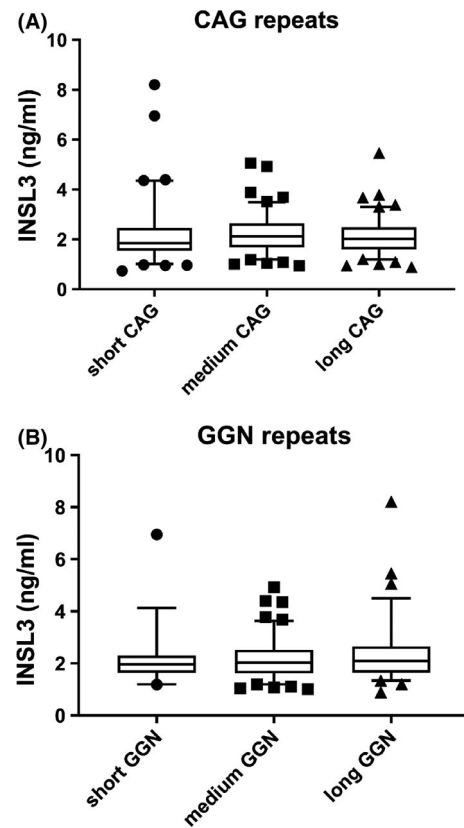 (A)
CAG repeats
INSL3 (ng/ml)
10
8
6
4
2
0
short CAG
medium CAG
long CAG
(B)
GGN repeats
INSL3 (ng/ml)
10
8
6
4
2
0
short GGN
medium GGN
long GGN